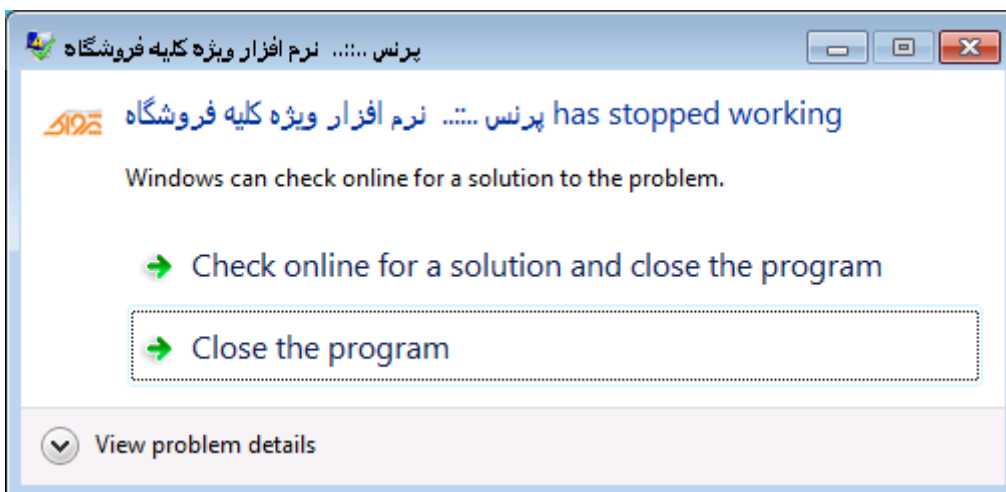 پرنس ..::.. نرم افزار ویژه کلیه فروشگاه
پرنس ..::.. نرم افزار ویژه کلیه فروشگاه has stopped working
Windows can check online for a solution to the problem.
Check online for a solution and close the program
Close the program
View problem details